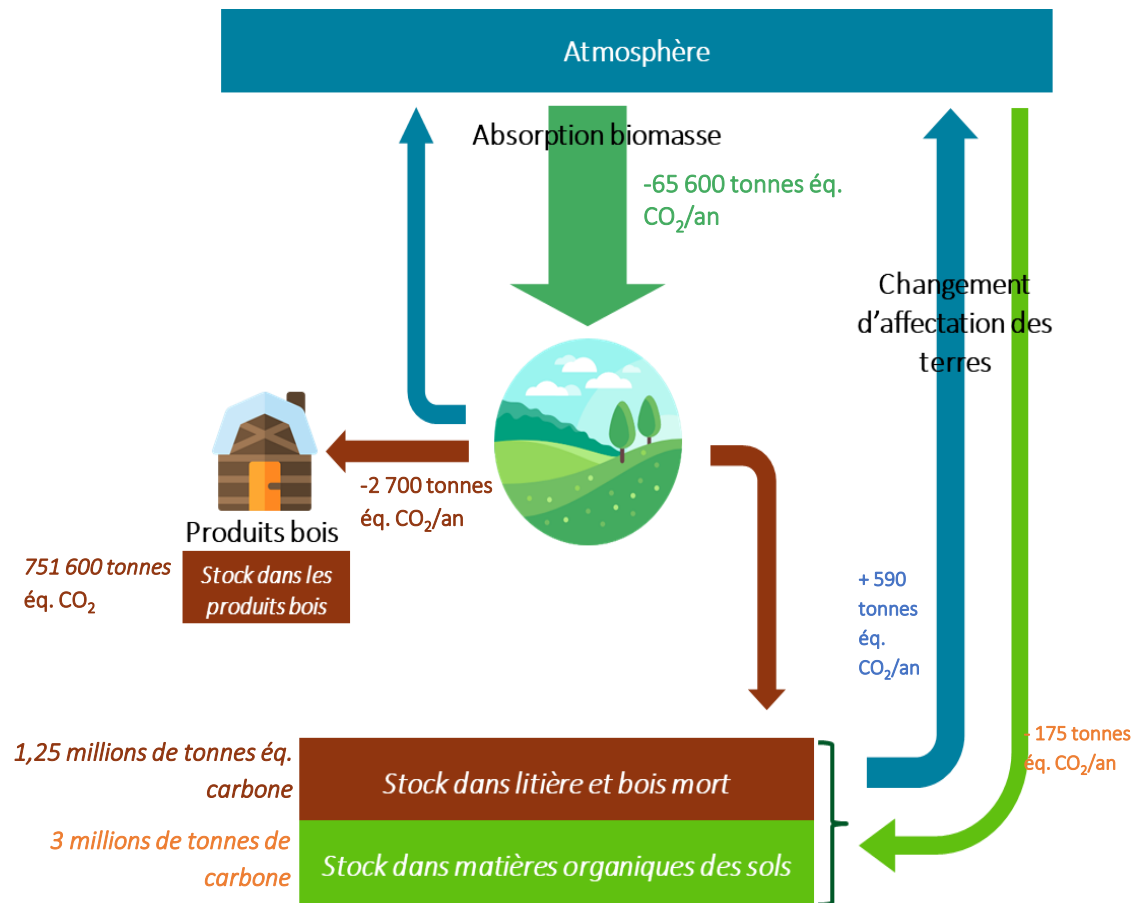 Atmosphère
Absorption biomasse
-65 600 tonnes éq.
CO₂/an
Changement
d’affectation des
terres
-2 700 tonnes
éq. CO₂/an
Produits bois
751 600 tonnes
éq. CO₂
Stock dans les
produits bois
+ 590
tonnes
éq.
CO₂/an
- 175 tonnes
éq. CO₂/an
1,25 millions de tonnes éq.
carbone
Stock dans litière et bois mort
3 millions de tonnes de
carbone
Stock dans matières organiques des sols